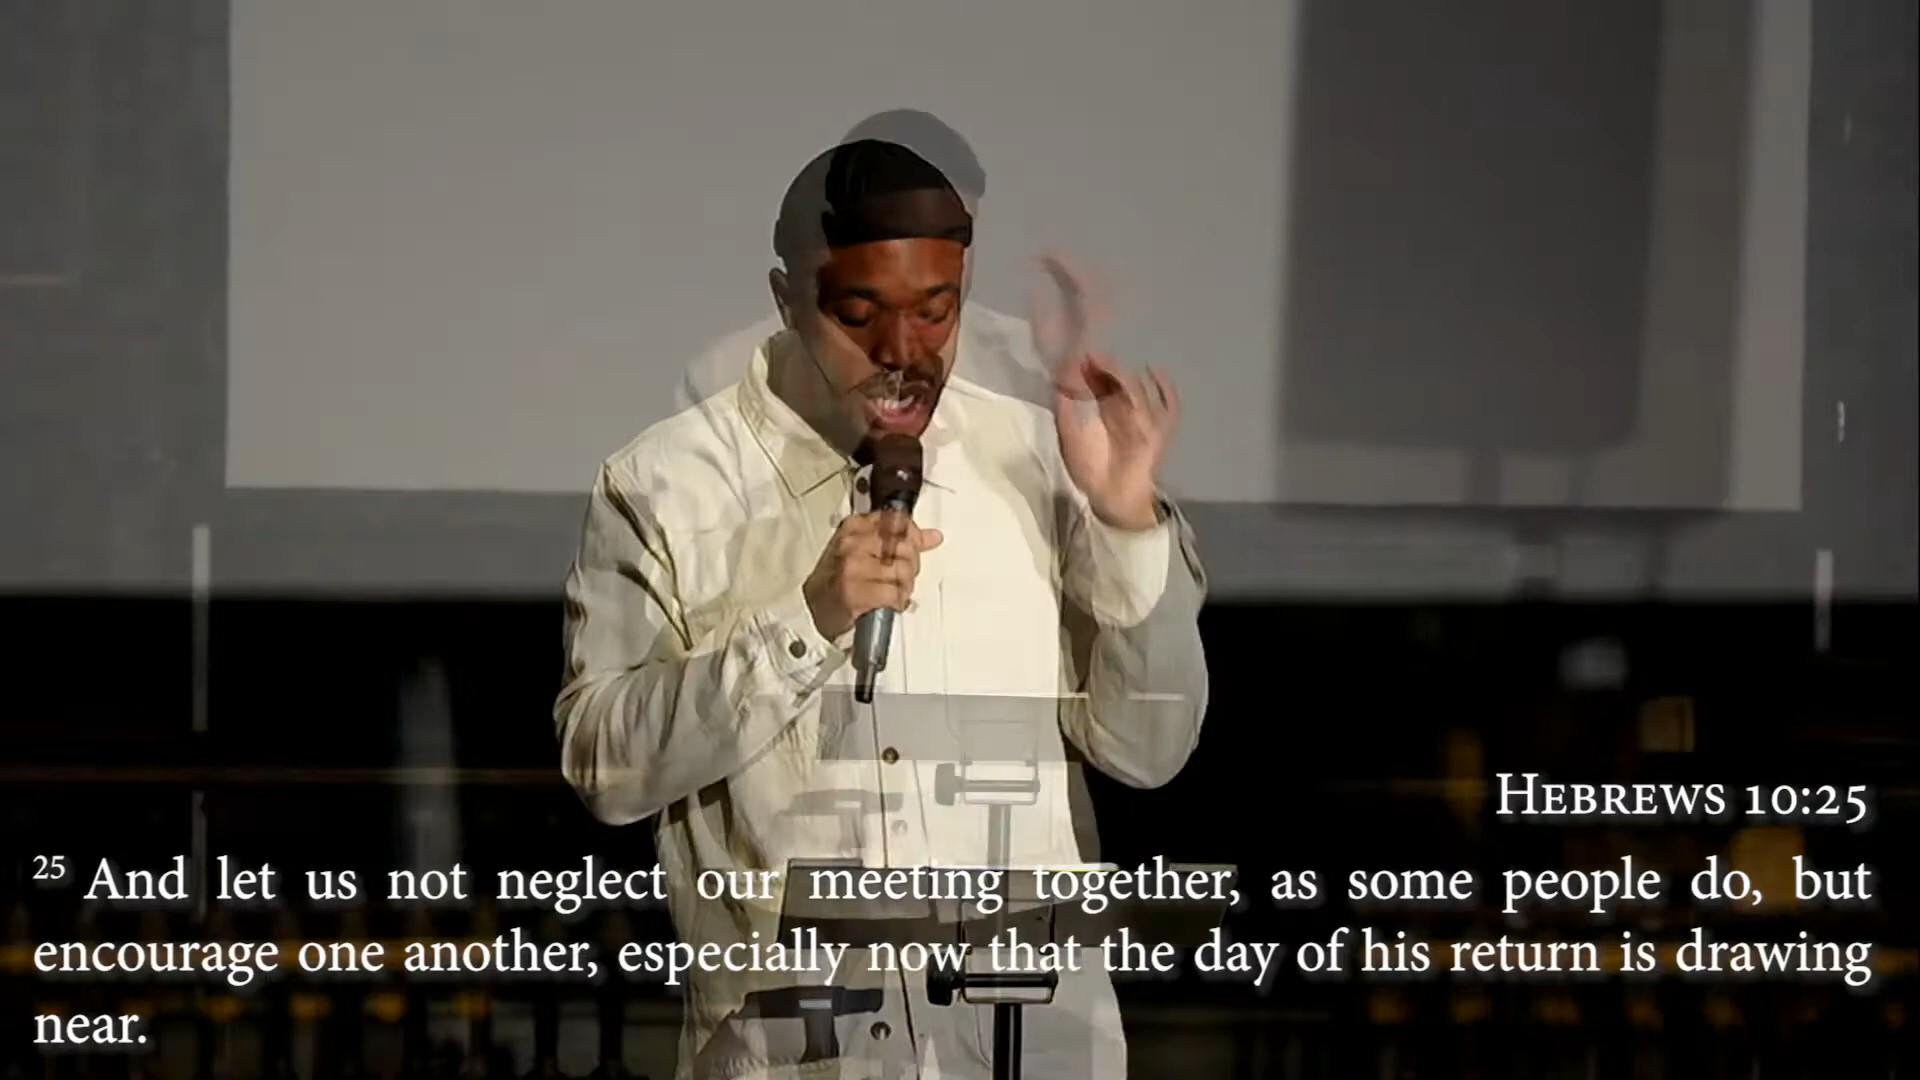 HEBREWS 10:25
25 And let us not neglect our meeting together, as some people do, but
encourage one another, especially now that the day of his return is drawing
near.